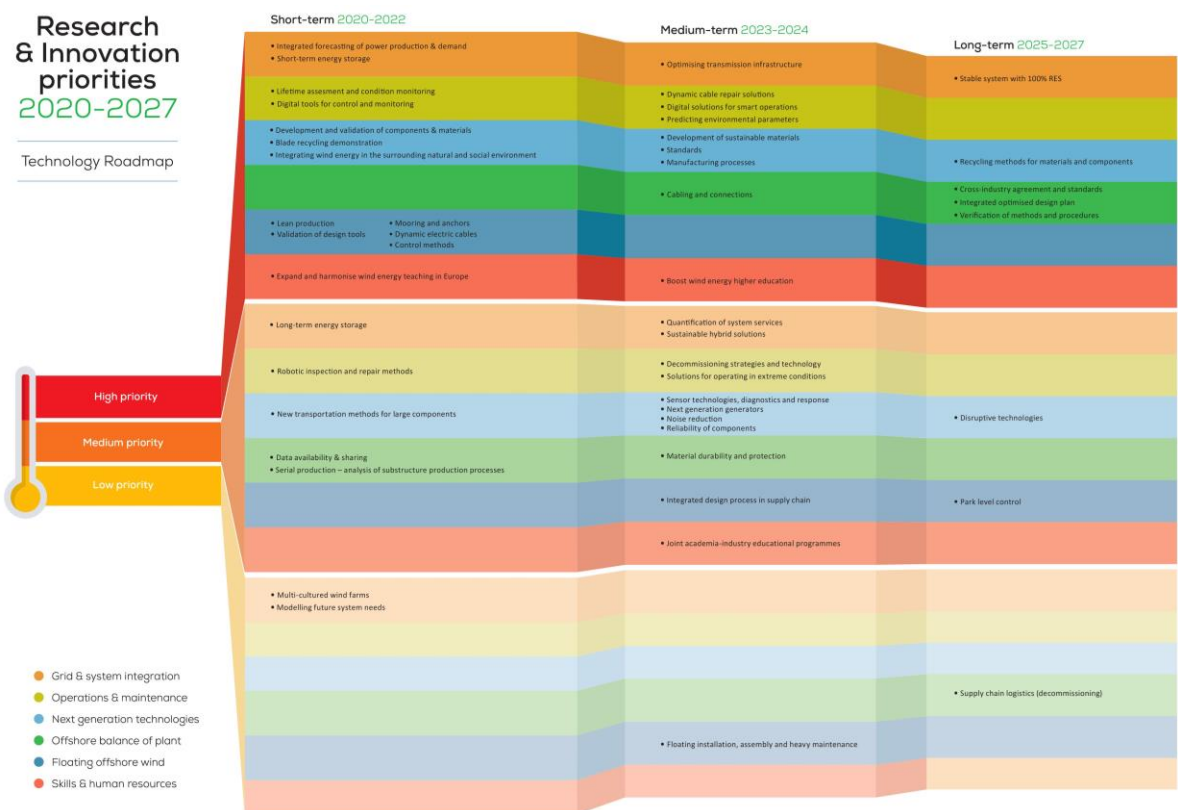 Research
& Innovation
priorities
2020-2027
Technology Roadmap
Short-term 2020-2022
Medium-term 2023-2024
Long-term 2025-2027
• Integrated forecasting of power production & demand
• Short-term energy storage
• Optimising transmission infrastructure
• Stable system with 100% RES
• Lifetime assesment and condition monitoring
• Digital tools for control and monitoring
• Dynamic cable repair solutions
• Digital solutions for smart operations
• Predicting environmental parameters
• Development and validation of components & materials
• Blade recycling demonstration
• Integrating wind energy in the surrounding natural and social environment
• Development of sustainable materials
• Standards
• Manufacturing processes
• Recycling methods for materials and components
• Cabling and connections
• Cross-industry agreement and standards
• Integrated optimised design plan
• Verification of methods and procedures
• Lean production
• Validation of design tools
• Mooring and anchors
• Dynamic electric cables
• Control methods
• Expand and harmonise wind energy teaching in Europe
• Boost wind energy higher education
High priority
Medium priority
Low priority
• Long-term energy storage
• Quantification of system services
• Sustainable hybrid solutions
• Robotic inspection and repair methods
• Decommissioning strategies and technology
• Solutions for operating in extreme conditions
• New transportation methods for large components
• Sensor technologies, diagnostics and response
• Next generation generators
• Noise reduction
• Reliability of components
• Disruptive technologies
• Data availability & sharing
• Serial production – analysis of substructure production processes
• Material durability and protection
• Integrated design process in supply chain
• Park level control
• Joint academia-industry educational programmes
• Multi-cultured wind farms
• Modelling future system needs
• Supply chain logistics (decommissioning)
• Floating installation, assembly and heavy maintenance
Grid & system integration
Operations & maintenance
Next generation technologies
Offshore balance of plant
Floating offshore wind
Skills & human resources